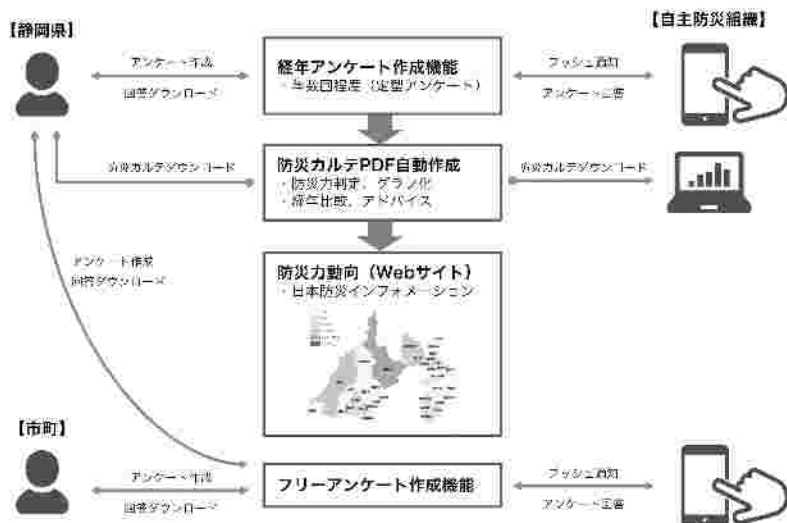 【静岡県】
【自主防災組織】
アンケート作成
回答ダウンロード
経年アンケート作成機能
・年数回程度（定型アンケート）
プッシュ通知
アンケート回答
防災カルテダウンロード
防災カルテPDF自動作成
・防災力判定、グラフ化
・経年比較、アドバイス
防災カルテダウンロード
アンケート作成
回答ダウンロード
防災力動向（Webサイト）
・日本防災インフォメーション
【市町】
アンケート作成
回答ダウンロード
フリーアンケート作成機能
プッシュ通知
アンケート回答